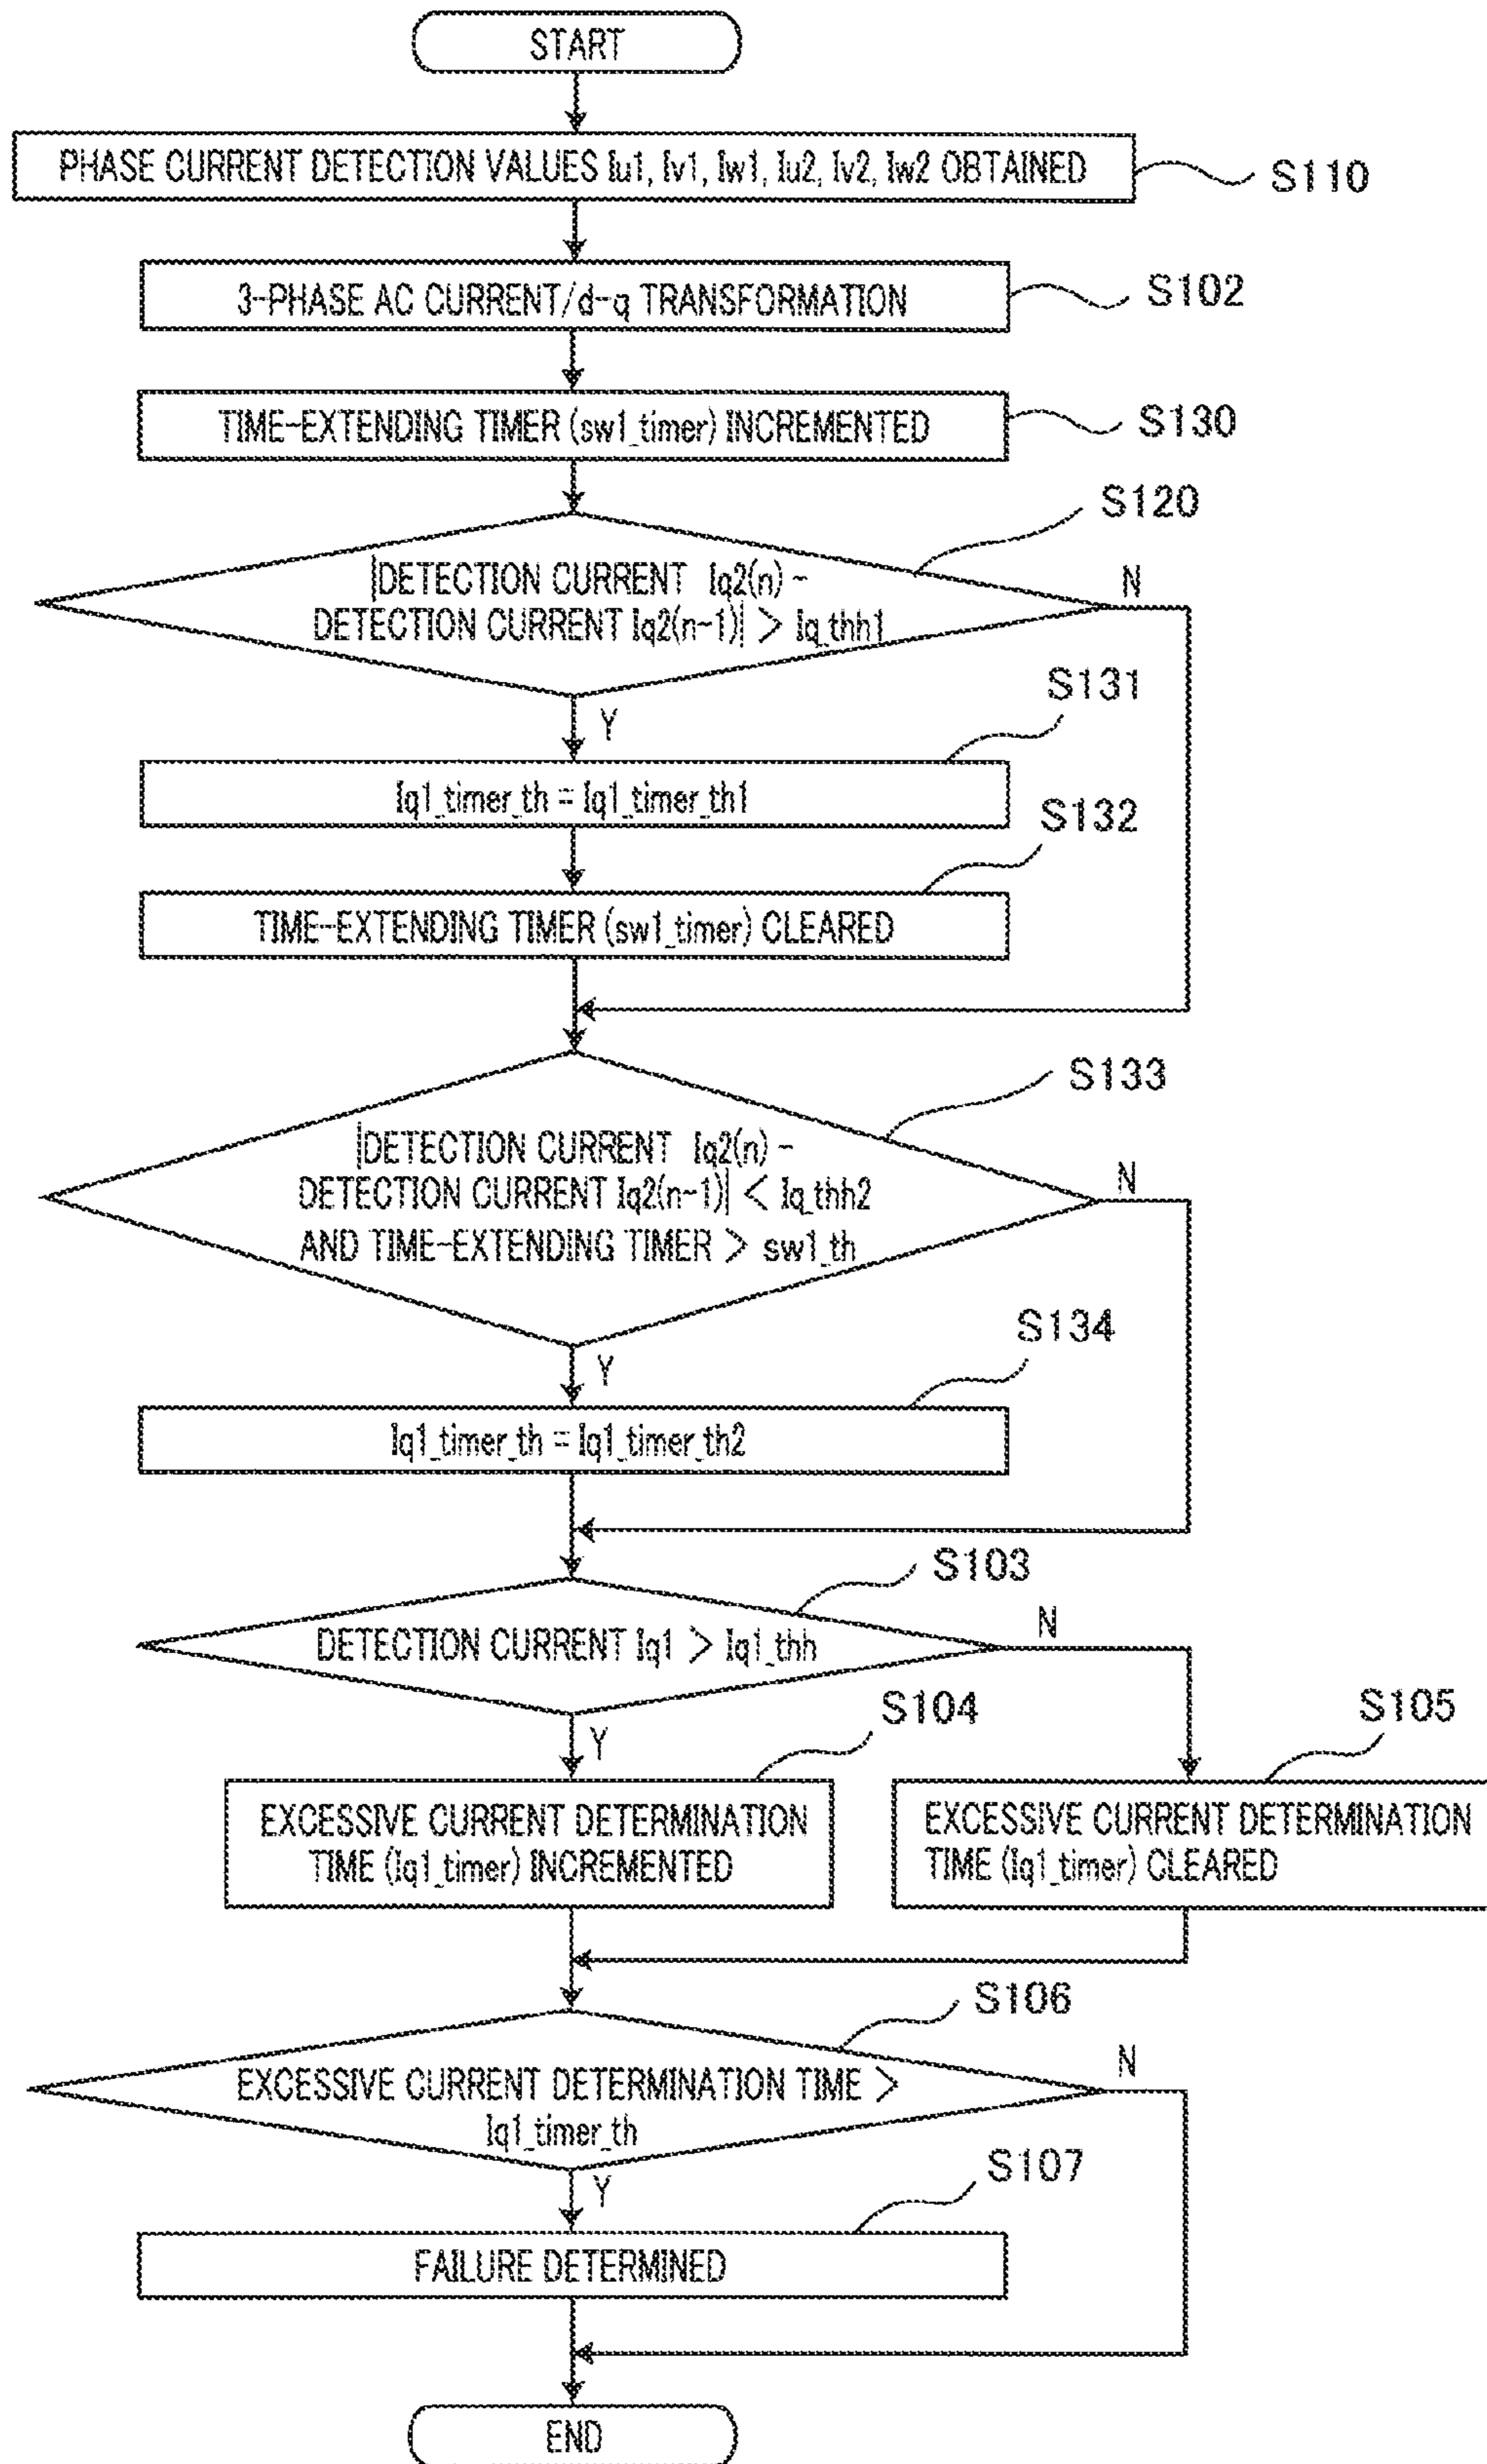 START
PHASE CURRENT DETECTION VALUES Iu1, Iv1, Iw1, Iu2, Iv2, Iw2 OBTAINED
S110
3-PHASE AC CURRENT/d-q TRANSFORMATION
S102
TIME-EXTENDING TIMER (sw1_timer) INCREMENTED
S130
S120
|DETECTION CURRENT Iq2(n) -
DETECTION CURRENT Iq2(n-1)| > Iq_thh1
N
Y
S131
Iq1_timer_th = Iq1_timer_th1
S132
TIME-EXTENDING TIMER (sw1_timer) CLEARED
S133
|DETECTION CURRENT Iq2(n) -
DETECTION CURRENT Iq2(n-1)| < Iq_thh2
AND TIME-EXTENDING TIMER > sw1_th
N
Y
S134
Iq1_timer_th = Iq1_timer_th2
S103
DETECTION CURRENT Iq1 > Iq1_thh
N
Y
S104
EXCESSIVE CURRENT DETERMINATION
TIME (Iq1_timer) INCREMENTED
S105
EXCESSIVE CURRENT DETERMINATION
TIME (Iq1_timer) CLEARED
S106
EXCESSIVE CURRENT DETERMINATION TIME >
Iq1_timer_th
N
Y
S107
FAILURE DETERMINED
END